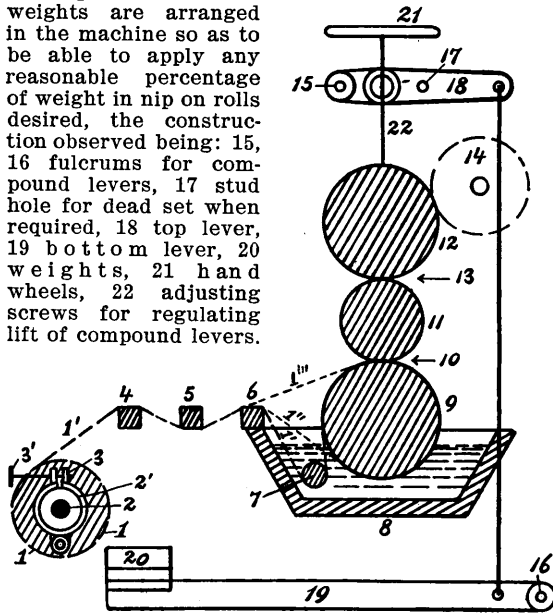 weights are arranged
in the machine so as to
be able to apply any
reasonable percentage
of weight in nip on rolls
desired, the construc-
tion observed being: 15,
16 fulcrums for com-
pound levers, 17 stud
hole for dead set when
required, 18 top lever,
19 bottom lever, 20
weights, 21 hand
wheels, 22 adjusting
screws for regulating
lift of compound levers.
21
17
15
18
22
14
12
13
11
10
1'''
4
5
6
9
1'
1''
3'
3
2'
2
7
1
1
8
20
16
19